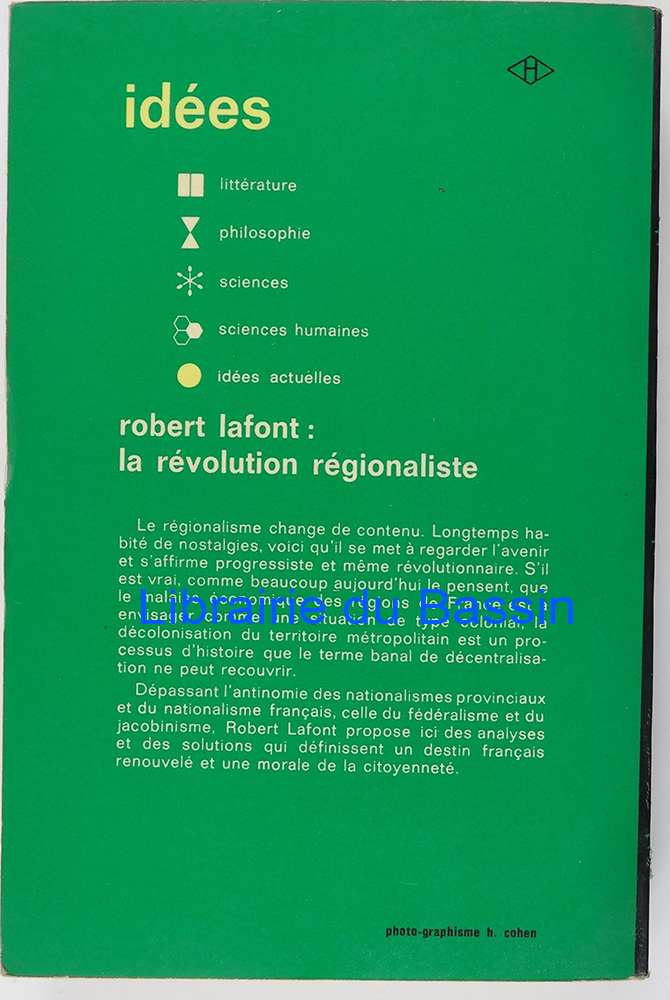 idées
H
littérature
philosophie
sciences
sciences humaines
idées actuelles
robert lafont :
la révolution régionaliste
Le régionalisme change de contenu. Longtemps ha-
bité de nostalgies, voici qu'il se met à regarder l'avenir
et s'affirme progressiste et même révolutionnaire. S'il
est vrai, comme beaucoup aujourd'hui le pensent, que
le malaise économique des régions de France
Librairie du Bassin
une situation de type colonial, la
décolonisation du territoire métropolitain est un pro-
cessus d'histoire que le terme banal de décentralisa-
tion ne peut recouvrir.
Dépassant l'antinomie des nationalismes provinciaux
et du nationalisme français, celle du fédéralisme et du
jacobinisme, Robert Lafont propose ici des analyses
et des solutions qui définissent un destin français
renouvelé et une morale de la citoyenneté.
photo-graphisme h. cohen